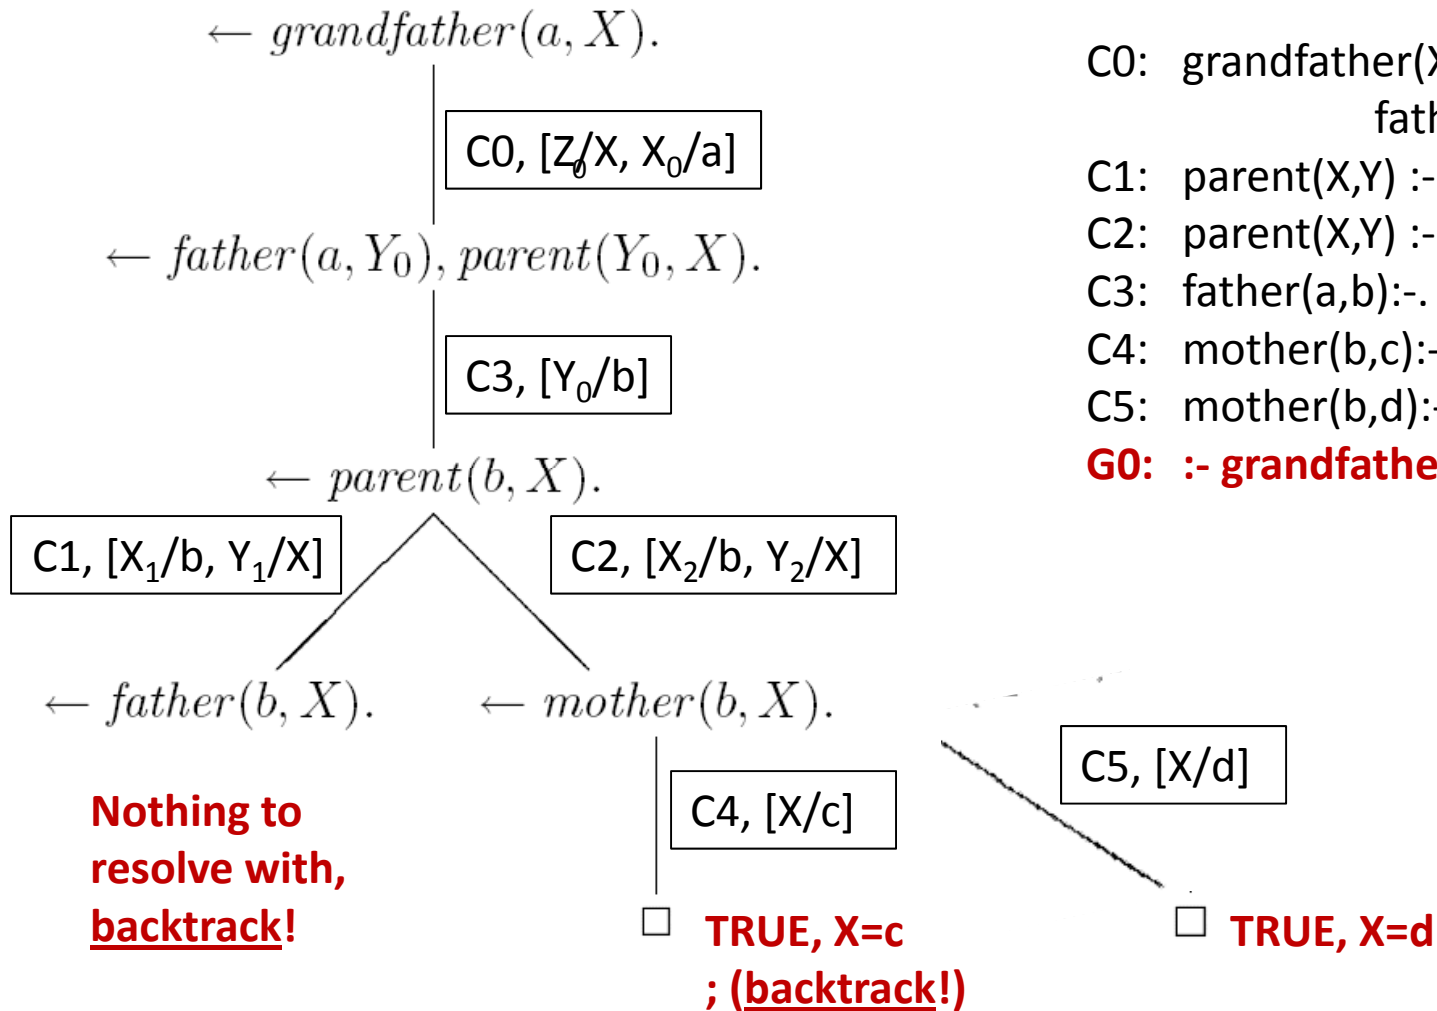 ← grandfather(a, X).
C0, [Z₀/X, X₀/a]
← father(a, Y₀), parent(Y₀, X).
C3, [Y₀/b]
← parent(b, X).
C1, [X₁/b, Y₁/X]
C2, [X₂/b, Y₂/X]
← father(b, X).
← mother(b, X).
Nothing to
resolve with,
backtrack!
C4, [X/c]
C5, [X/d]
□ TRUE, X=c
; (backtrack!)
□ TRUE, X=d
C0: grandfather(X
fath
C1: parent(X,Y) :-
C2: parent(X,Y) :-
C3: father(a,b):-.
C4: mother(b,c):-
C5: mother(b,d):-
G0: :- grandfathe